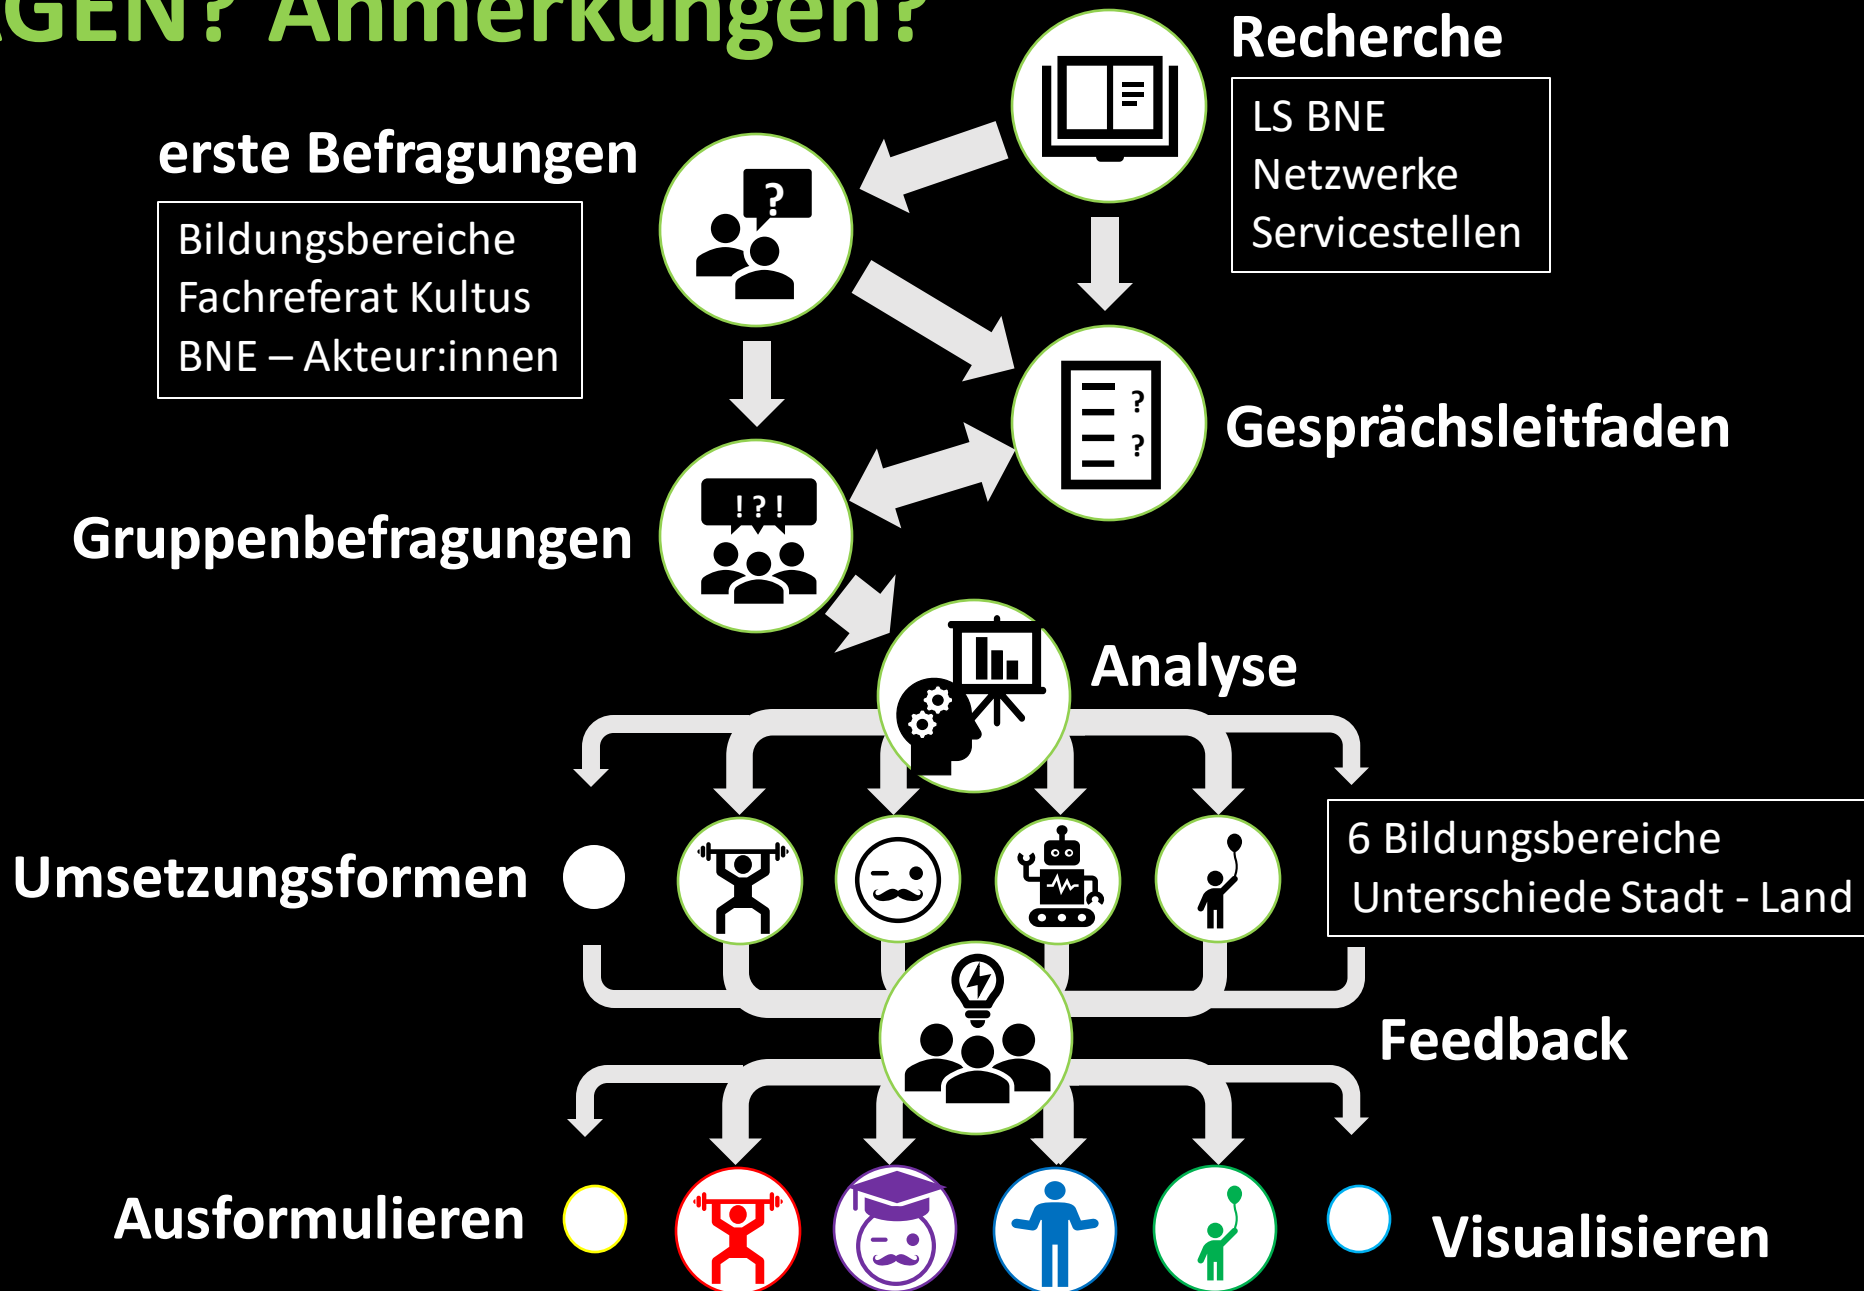 AGEN? Anmerkungen?
Recherche
LS BNE
Netzwerke
Servicestellen
erste Befragungen
Bildungsbereiche
Fachreferat Kultus
BNE – Akteur:innen
?
Gesprächsleitfaden
?
?
Gruppenbefragungen
! ? !
Analyse
Umsetzungsformen
6 Bildungsbereiche
Unterschiede Stadt - Land
Feedback
Ausformulieren
Visualisieren